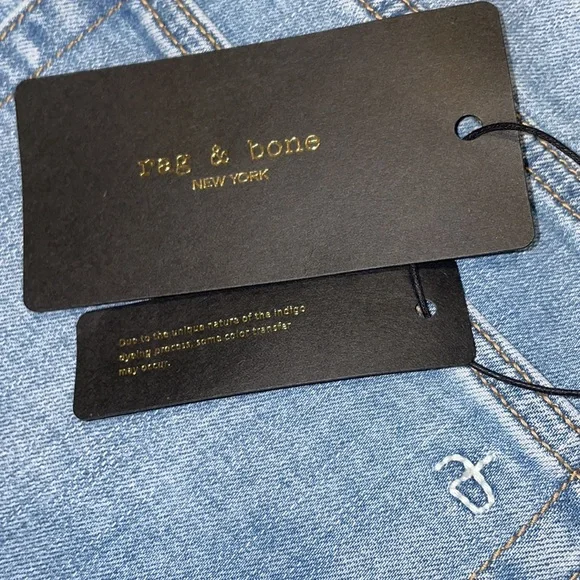 rag & bone
NEW YORK
Due to the unique nature of the indigo
dyeing process, some color transfer
may occur.